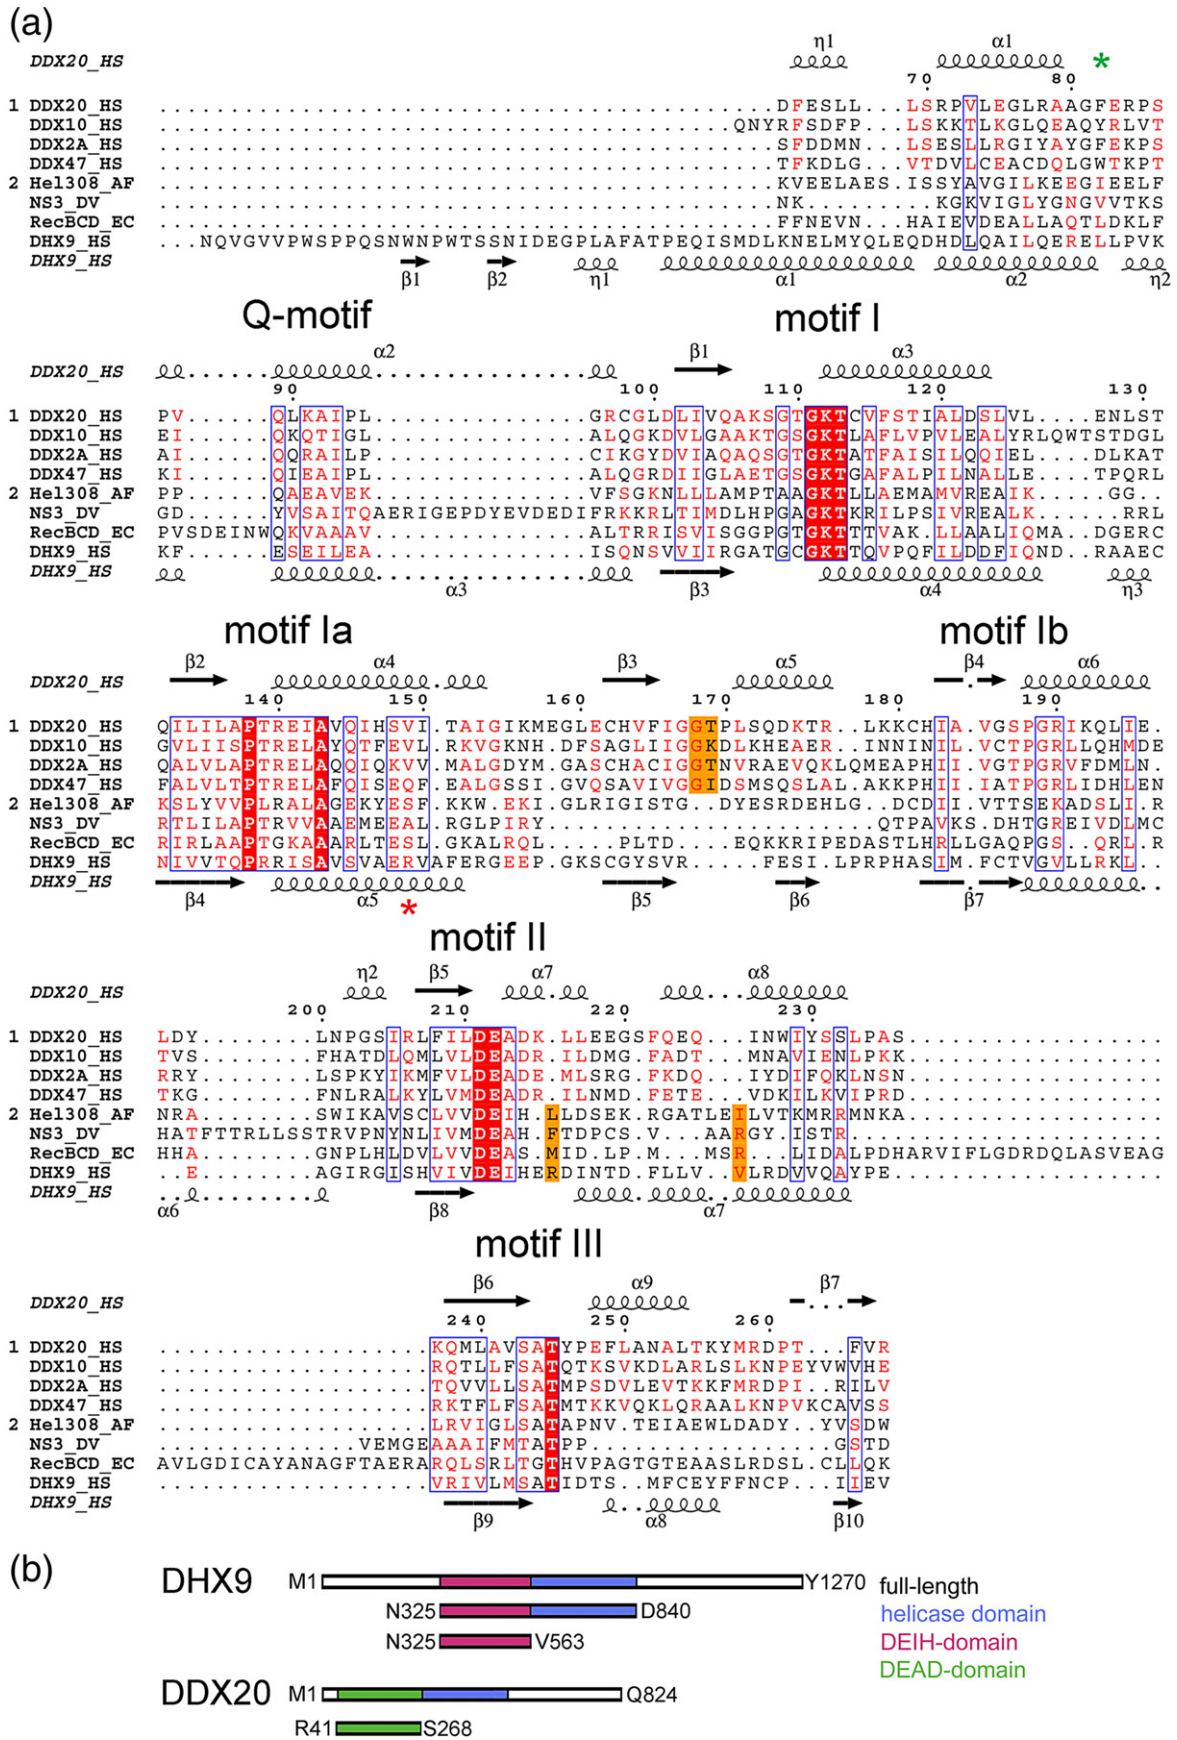 (a)
η1 α1
DDX20_HS *
70 80
1 DDX20_HS ...........................................DFESLL...LSRPVLEGLRAAGFERPS
DDX10_HS ........................................QNYRFSDFP...LSKKTLKGLQEAQYRLVT
DDX2A_HS ...........................................SFDDMN...LSESLLRGIYAYGFEKPS
DDX47_HS ...........................................TFKDLG...VTDVLCEACDQLGWTKPT
2 Hel308_AF ...........................................KVEELAES.ISSYAVGILKEEGIEELF
NS3_DV ...........................................NK.........KGKVIGLYGNGVVTKS
RecBCD_EC ...........................................FFNEVN...HAIEVDEALLAQTLDKLF
DHX9_HS ...NQVGVVPWSPPQSNWNPWTSSNIDEGPLAFATPEQISMDLKNELMYQLEQDHDLQAILQERELLPVK
DHX9_HS
β1 β2 η1 α1 α2 η2
Q-motif motif I
α2 β1 α3
DDX20_HS
90 100 110 120 130
1 DDX20_HS PV......QLKAIPL...............GRCGLDLIVQAKSGTGKTCVFSTIALDSLVL....ENLST
DDX10_HS EI......QKQTIGL...............ALQGKDVLGAAKTGSGKTLAFLVPVLEALYRLQWTSTDGL
DDX2A_HS AI......QQRAILP...............CIKGYDVIAQAQSGTGKTATFAISILQQIEL....DLKAT
DDX47_HS KI......QIEAIPL...............ALQGRDIIGLAETGSGKTGAFALPILNALLE....TPQRL
2 Hel308_AF PP......QAEAVEK...............VFSGKNLLLAMPTAAGKTLLAEMAMVREAIK.....GG..
NS3_DV GD......YVSAITQAERIGEPDYEVDEDIFRKKRLTIMDLHPGAGKTKRILPSIVREALK.....RRL
RecBCD_EC PVSDEINWQKVAAAV...............ALTRRISVISGGPGTGKTTTVAKLLAALIQMA..DGERC
DHX9_HS KF......ESEILEA...............ISQNSVVIIRGATGCGKTTQVPQFILDDFIQND..RAAEC
DHX9_HS
α3 β3 α4 η3
motif Ia motif Ib
β2 α4 β3 α5 β4 α6
DDX20_HS
140 150 160 170 180 190
1 DDX20_HS QILILAPTREIAVQIHSVI.TAIGIKMEGLECHVFIGGTPLSQDKTR..LKKCHIA.VGSPGRIKQLIE.
DDX10_HS GVLIISPTRELAYQTFEVL.RKVGKNH.DFSAGLIIGGKDLKHEAER..INNINIL.VCTPGRLLQHMDE
DDX2A_HS QALVLAPTRELAQQIQKVV.MALGDYM.GASCHACIGGTNVRAEVQKLQMEAPHII.VGTPGRVFDMLN.
DDX47_HS FALVLTPTRELAFQISEQF.EALGSSI.GVQSAVIVGGIDSMSQSLAL.AKKPHII.IATPGRLIDHLEN
2 Hel308_AF KSLYVVPLRALAGEKYESF.KKW.EKI.GLRIGISTG..DYESRDEHLG..DCDII.VTTSEKADSLI.R
NS3_DV RTLILAPTRVVAAEMEEAL.RGLPIRY.......................QTPAVKS.DHTGREIVDLMC
RecBCD_EC RIRLAAPTGKAAARLTESL.GKALRQL.....PLTD....EQKKRIPEDASTLHRLLGAQPGS..QRL.R
DHX9_HS NIVVTQPRRISAVSVAERVAFERGEEP.GKSCGYSVR.....FESI.LPRPHASIM.FCTVGVLLRKL..
DHX9_HS
β4 α5 * β5 β6 β7
motif II
η2 β5 α7 α8
DDX20_HS
200 210 220 230
1 DDX20_HS LDY........LNPGSIRLFILDEADK.LLEEGSFQEQ...INWIYSSLPAS..................
DDX10_HS TVS........FHATDLQMLVLDEADR.ILDMG.FADT...MNAVIENLPKK..................
DDX2A_HS RRY........LSPKYIKMFVLDEADE.MLSRG.FKDQ...IYDIFQKLNSN..................
DDX47_HS TKG........FNLRALKYLVMDEADR.ILNMD.FETE...VDKILKVIPRD..................
2 Hel308_AF NRA........SWIKAVSCLVVDEIH.LLDSEK.RGATLEILVTKMRRMNKA..................
NS3_DV HATFTTRLLSSTRVPNYNLIVMDEAH.FTDPCS.V...AARGY.ISTR......................
RecBCD_EC HHA........GNPLHLDVLVVDEAS.MID.LP.M...MSR...LIDALPDHARVIFLGDRDQLASVEAG
DHX9_HS ..E........AGIRGISHVIVDEIHERDINTD.FLLV.VLRDVVQAYPE....................
DHX9_HS
α6 β8 α7
motif III
β6 α9 β7
DDX20_HS
240 250 260
1 DDX20_HS ...................KQMLAVSATYPEFLANALTKYMRDPT...FVR
DDX10_HS ...................RQTLLFSATQTKSVKDLARLSLKNPEYVWVHE
DDX2A_HS ...................TQVVLLSATMPSDVLEVTKKFMRDPI..RILV
DDX47_HS ...................RKTFLFSATMTKKVQKLQRAALKNPVKCAVSS
2 Hel308_AF ...................LRVIGLSATAPNV.TEIAEWLDADY..YVSDW
NS3_DV ..............VEMGEAAAIFMTATPP.................GSTD
RecBCD_EC AVLGDICAYANAGFTAERARQLSRLTGTHVPAGTGTEAASLRDSL.CLLQK
DHX9_HS ...................VRIVLMSATIDTS...MFCEYFFNCP...IEV
DHX9_HS
β9 α8 β10
(b)
DHX9 M1 Y1270 full-length
N325 D840 helicase domain
N325 V563 DEIH-domain
DEAD-domain
DDX20 M1 Q824
R41 S268